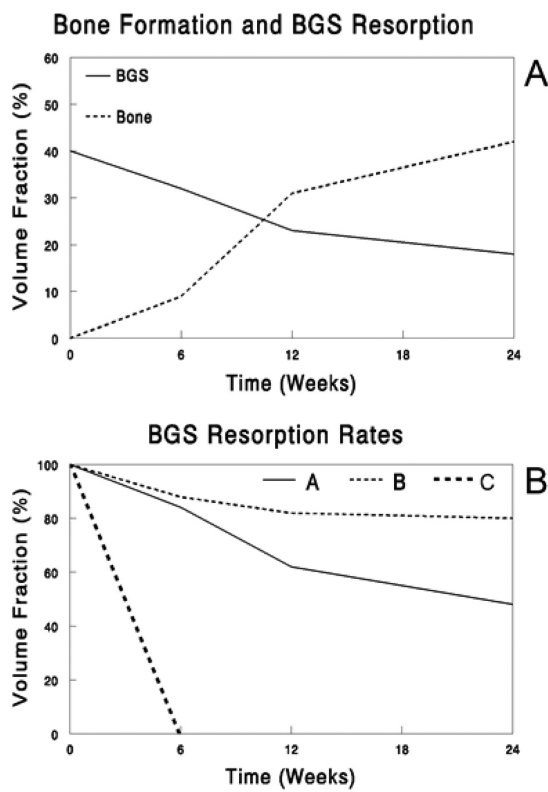 Bone Formation and BGS Resorption
A
60
50
40
30
20
10
0
Volume Fraction (%)
BGS
Bone
0 6 12 18 24
Time (Weeks)
BGS Resorption Rates
B
100
80
60
40
20
0
Volume Fraction (%)
A B C
0 6 12 18 24
Time (Weeks)